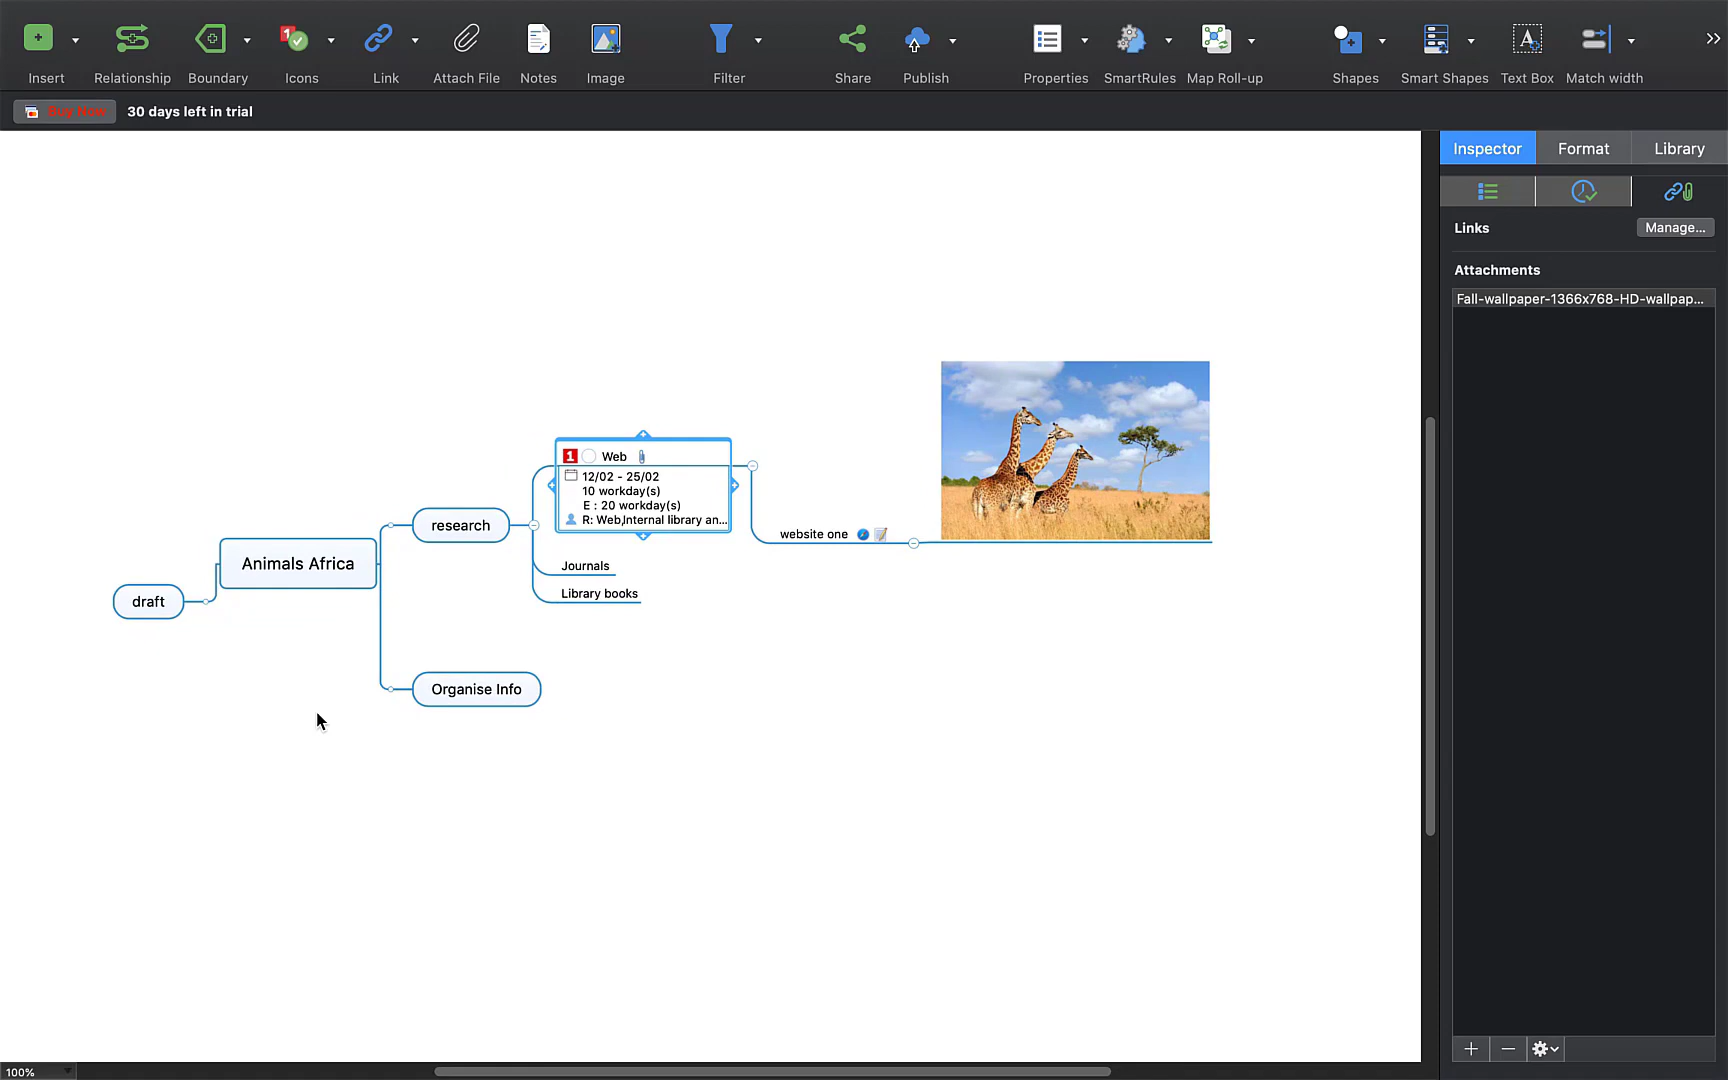 Insert
Relationship
Boundary
Icons
Link
Attach File
Notes
Image
Filter
Share
Publish
Properties
SmartRules
Map Roll-up
Shapes
Smart Shapes
Text Box
Match width
Buy Now
30 days left in trial
Inspector
Format
Library
Links
Manage...
Attachments
Fall-wallpaper-1366x768-HD-wallpap...
1 Web
12/02 - 25/02
10 workday(s)
E : 20 workday(s)
R: Web,Internal library an...
research
website one
Animals Africa
Journals
Library books
draft
Organise Info
100%